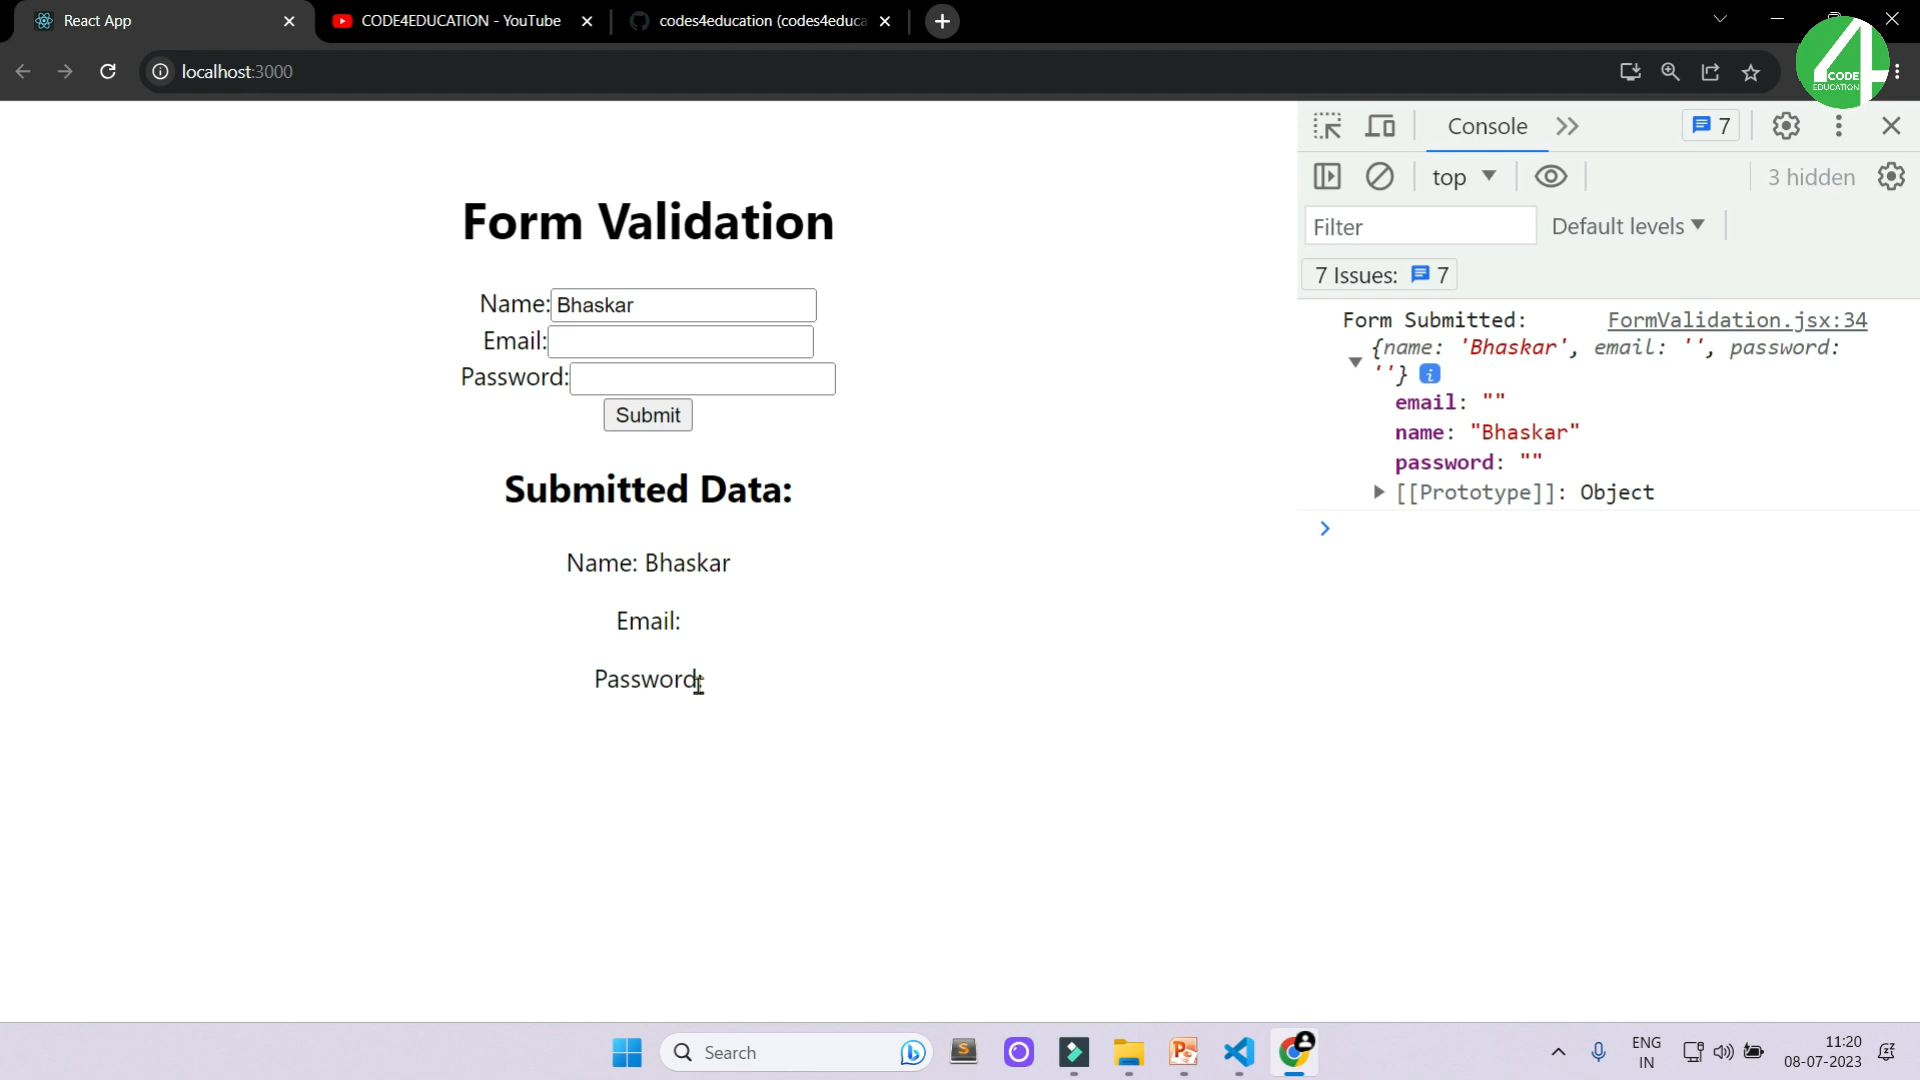 React App
CODE4EDUCATION - YouTube
codes4education (codes4educa
localhost:3000
4
CODE
EDUCATION
Form Validation
Name: Bhaskar
Email:
Password:
Submit
Submitted Data:
Name: Bhaskar
Email:
Password:
Console
7
top
3 hidden
Filter
Default levels
7 Issues: 7
Form Submitted: FormValidation.jsx:34
{name: 'Bhaskar', email: '', password:
''} i
email: ""
name: "Bhaskar"
password: ""
[[Prototype]]: Object
Search
S
ENG
IN
11:20
08-07-2023